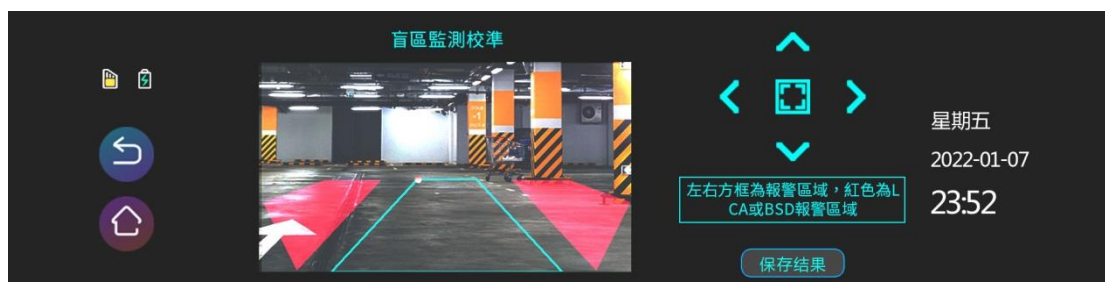 盲區監測校準
-1
左右方框為報警區域，紅色為L
CA或BSD報警區域
保存结果
星期五
2022-01-07
23:52